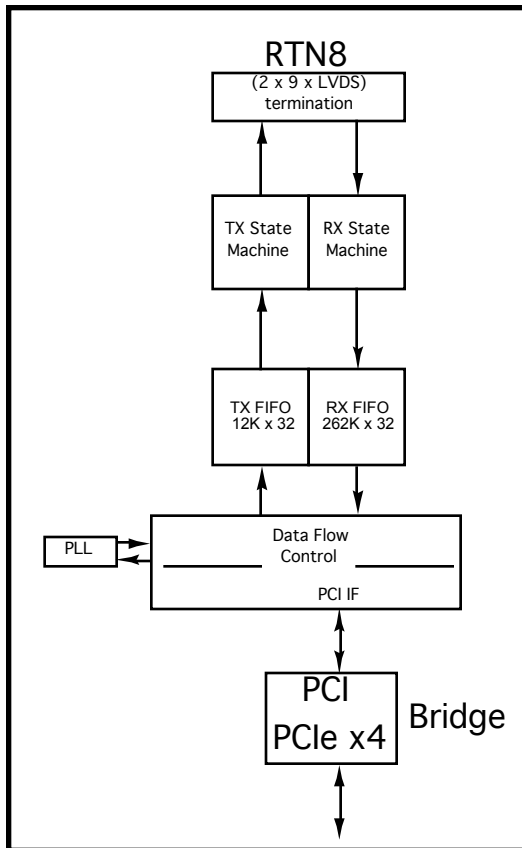 RTN8
(2 x 9 x LVDS)
termination
TX State
Machine
RX State
Machine
TX FIFO
12K x 32
RX FIFO
262K x 32
PLL
Data Flow
Control
PCI IF
PCI
PCIe x4
Bridge